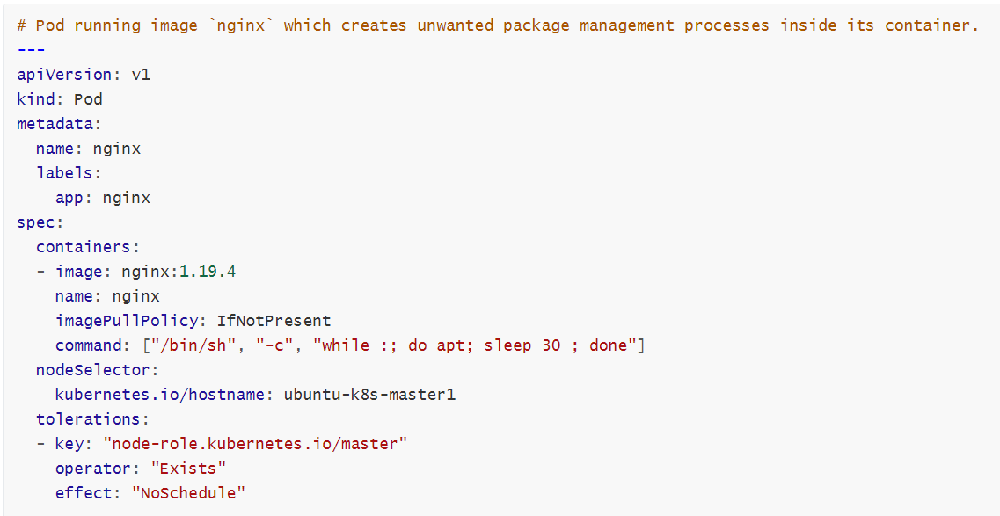 # Pod running image `nginx` which creates unwanted package management processes inside its container.
---
apiVersion: v1
kind: Pod
metadata:
  name: nginx
  labels:
    app: nginx
spec:
  containers:
  - image: nginx:1.19.4
    name: nginx
    imagePullPolicy: IfNotPresent
    command: ["/bin/sh", "-c", "while :; do apt; sleep 30 ; done"]
  nodeSelector:
    kubernetes.io/hostname: ubuntu-k8s-master1
  tolerations:
  - key: "node-role.kubernetes.io/master"
    operator: "Exists"
    effect: "NoSchedule"